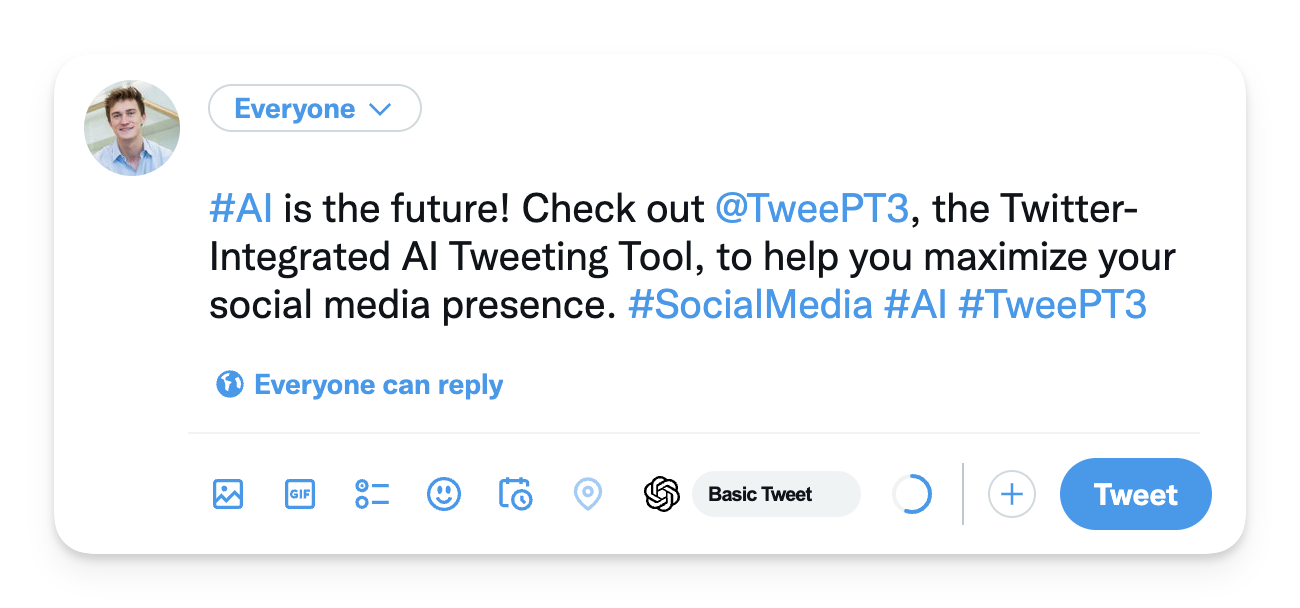 Everyone
#AI is the future! Check out @TweePT3, the Twitter-
Integrated AI Tweeting Tool, to help you maximize your
social media presence. #SocialMedia #AI #TweePT3
Everyone can reply
GIF
Basic Tweet
Tweet